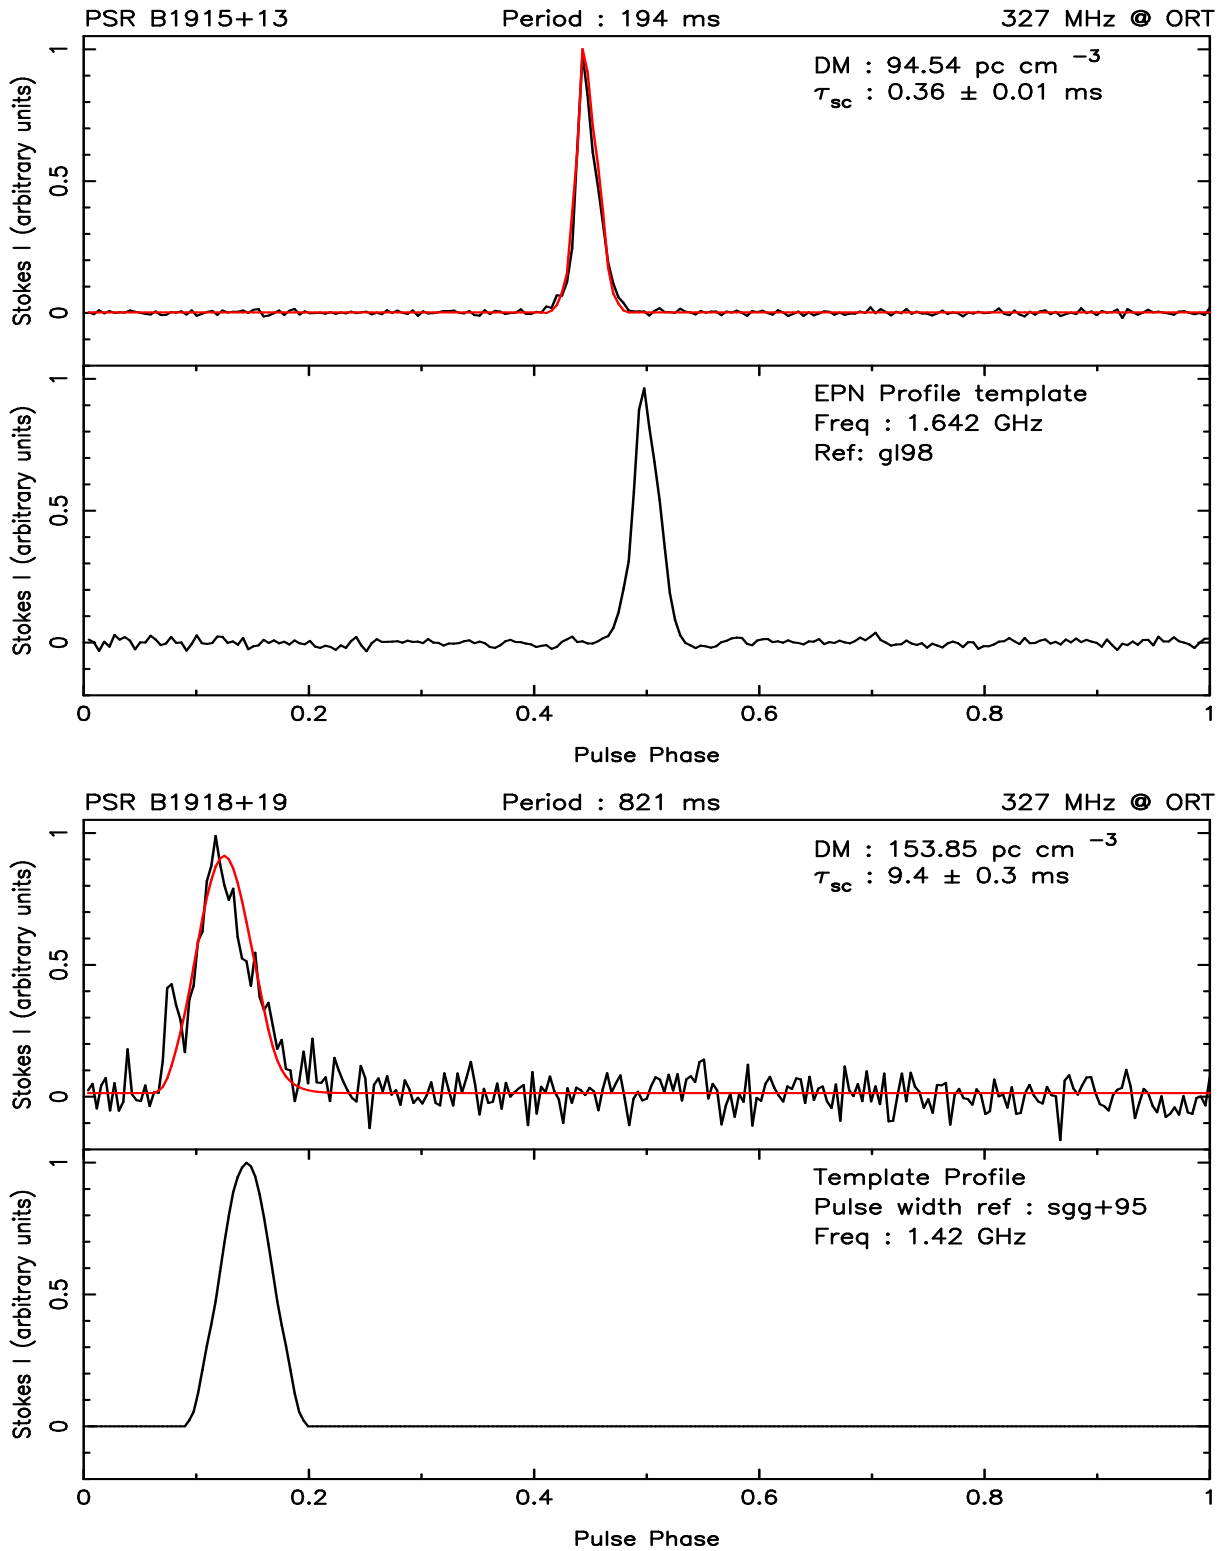 PSR B1915+13 Period : 194 ms 327 MHz @ ORT
DM : 94.54 pc cm −3
τsc : 0.36 ± 0.01 ms
Stokes I (arbitrary units)
1
0.5
0
EPN Profile template
Freq : 1.642 GHz
Ref: gl98
Stokes I (arbitrary units)
1
0.5
0
0 0.2 0.4 0.6 0.8 1
Pulse Phase
PSR B1918+19 Period : 821 ms 327 MHz @ ORT
DM : 153.85 pc cm −3
τsc : 9.4 ± 0.3 ms
Stokes I (arbitrary units)
1
0.5
0
Template Profile
Pulse width ref : sgg+95
Freq : 1.42 GHz
Stokes I (arbitrary units)
1
0.5
0
0 0.2 0.4 0.6 0.8 1
Pulse Phase